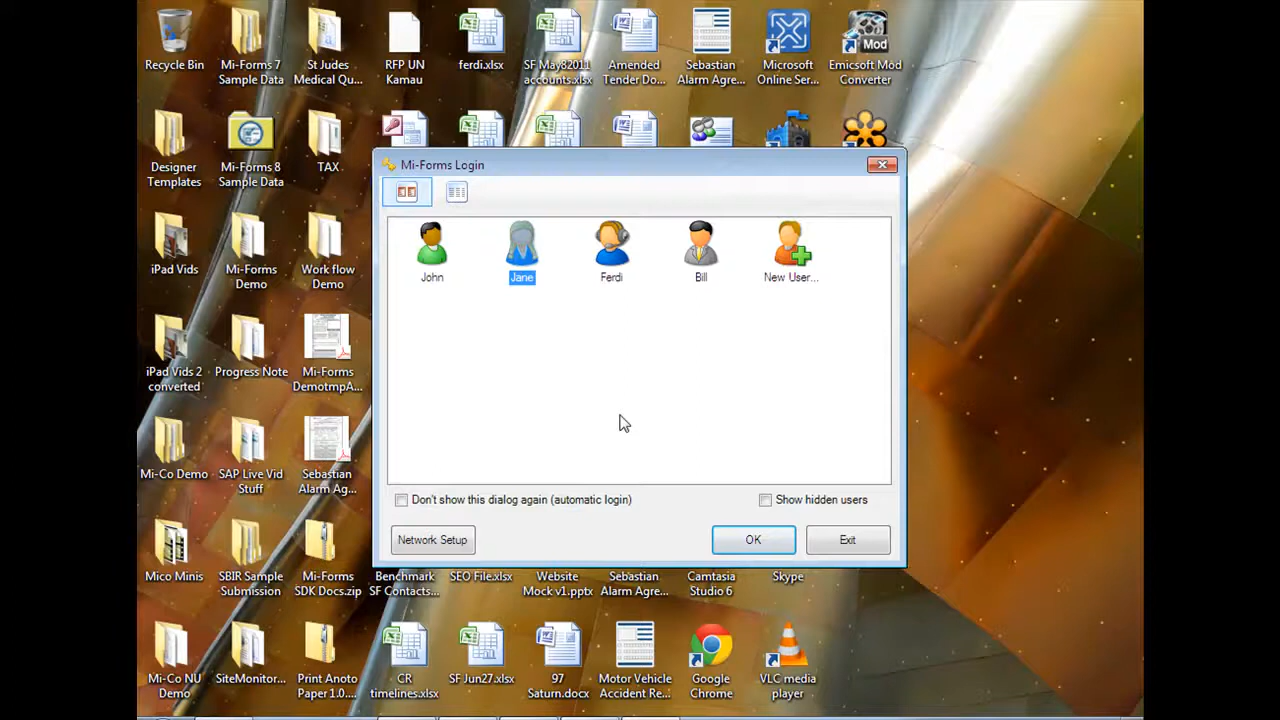 Mod
Recycle Bin
Mi-Forms 7
Sample Data
St Judes
Medical Qu...
RFP UN
Kamau
ferdi.xlsx
SF May82011
accounts.xlsx
Amended
Tender Do...
Sebastian
Alarm Agre...
Microsoft
Online Ser...
Emicsoft Mod
Converter
Designer
Templates
Mi-Forms 8
Sample Data
TAX
Mi-Forms Login
John
Jane
Ferdi
Bill
New User...
iPad Vids
Mi-Forms
Demo
Work flow
Demo
iPad Vids 2
converted
Progress Note
Mi-Forms
DemotmpA...
Mi-Co Demo
SAP Live Vid
Stuff
Sebastian
Alarm Ag...
Don't show this dialog again (automatic login)
Show hidden users
Network Setup
OK
Exit
Mico Minis
SBIR Sample
Submission
Mi-Forms
SDK Docs.zip
Benchmark
SF Contacts...
SEO File.xlsx
Website
Mock v1.pptx
Sebastian
Alarm Agre...
Camtasia
Studio 6
Skype
Mi-Co NU
Demo
SiteMonitor...
Print Anoto
Paper 1.0....
CR
timelines.xlsx
SF Jun27.xlsx
97
Saturn.docx
Motor Vehicle
Accident Re...
Google
Chrome
VLC media
player